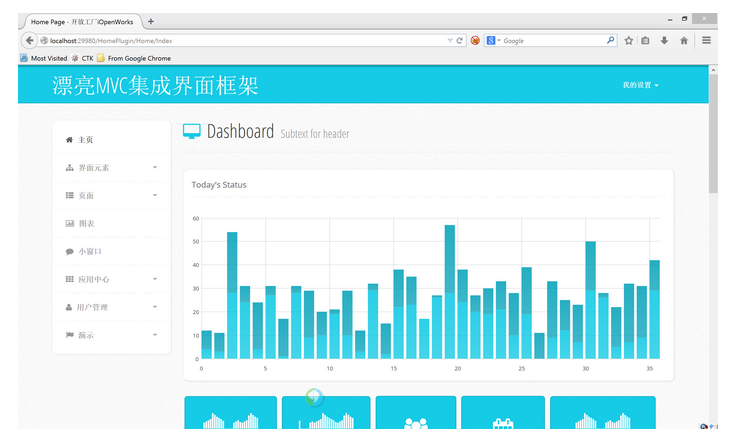 Home Page - 开放工厂iOpenWorks
localhost:29980/HomePlugin/Home/Index
Google
Most Visited CTK From Google Chrome
漂亮MVC集成界面框架
我的设置
主页
界面元素
页面
图表
小窗口
应用中心
用户管理
演示
Dashboard Subtext for header
Today's Status
60
50
40
30
20
10
0
0 5 10 15 20 25 30 35